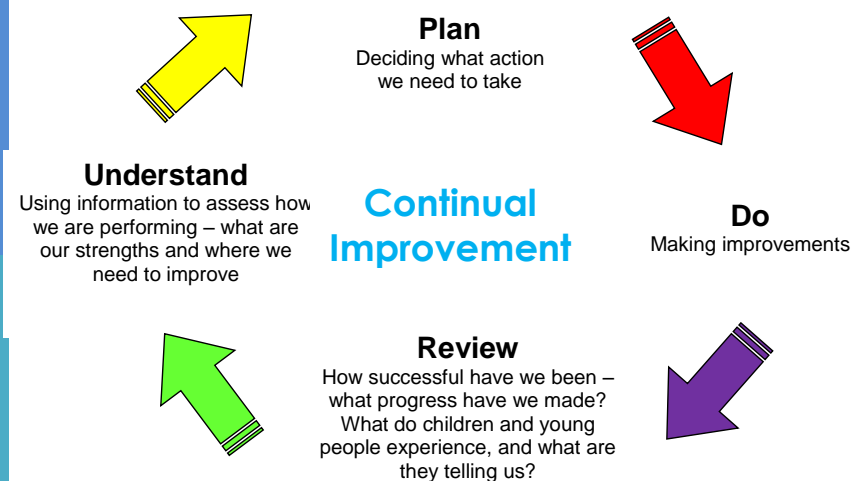 Plan
Deciding what action
we need to take
Understand
Using information to assess how
we are performing – what are
our strengths and where we
need to improve
Continual
Improvement
Do
Making improvements
Review
How successful have we been –
what progress have we made?
What do children and young
people experience, and what are
they telling us?